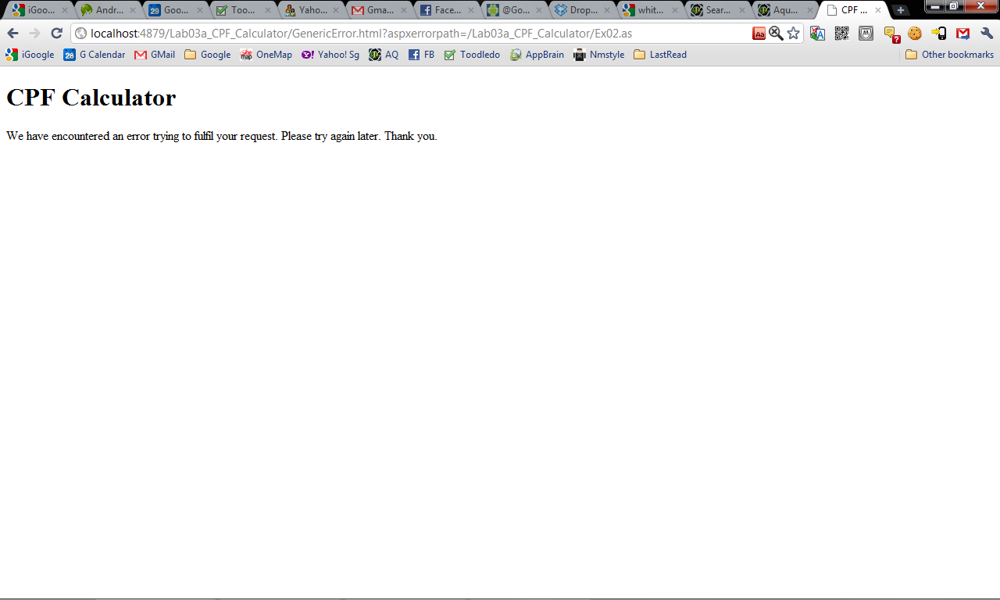 iGoo... Andr... Goo... Too... Yaho... Gma... Face... @Go... Drop... whit... Sear... Aqu... CPF ...
localhost:4879/Lab03a_CPF_Calculator/GenericError.html?aspxerrorpath=/Lab03a_CPF_Calculator/Ex02.as
iGoogle G Calendar GMail Google OneMap Yahoo! Sg AQ FB Toodledo AppBrain Nmstyle LastRead Other bookmarks
CPF Calculator
We have encountered an error trying to fulfil your request. Please try again later. Thank you.